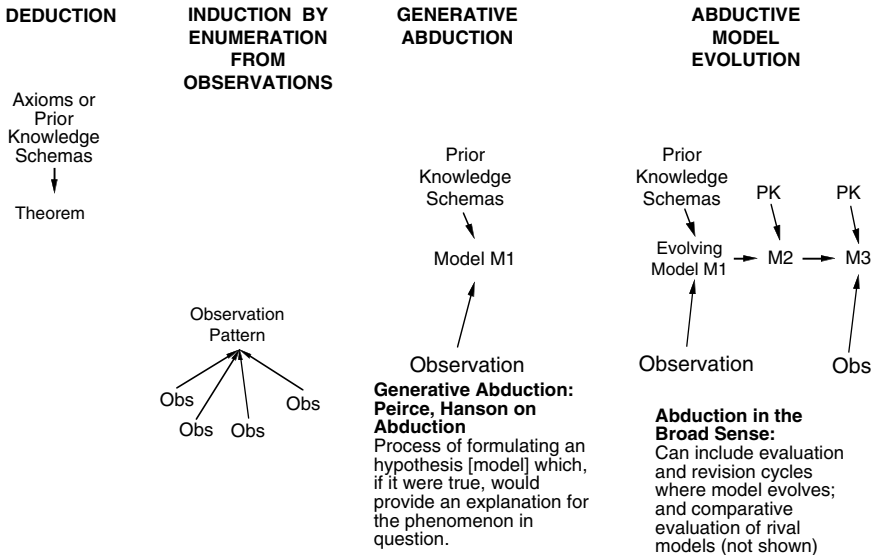 DEDUCTION
Axioms or
Prior
Knowledge
Schemas
Theorem
INDUCTION BY
ENUMERATION
FROM
OBSERVATIONS
Observation
Pattern
Obs
Obs
Obs
Obs
GENERATIVE
ABDUCTION
Prior
Knowledge
Schemas
Model M1
Observation
Generative Abduction:
Peirce, Hanson on
Abduction
Process of formulating an
hypothesis [model] which,
if it were true, would
provide an explanation for
the phenomenon in
question.
ABDUCTIVE
MODEL
EVOLUTION
Prior
Knowledge
Schemas
PK
PK
Evolving
Model M1
M2
M3
Observation
Obs
Abduction in the
Broad Sense:
Can include evaluation
and revision cycles
where model evolves;
and comparative
evaluation of rival
models (not shown)